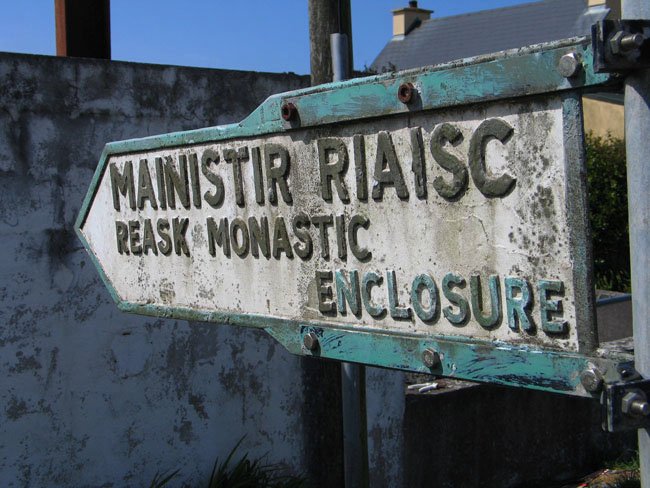 MAINISTIR RIAISC
REASK MONASTIC
ENCLOSURE